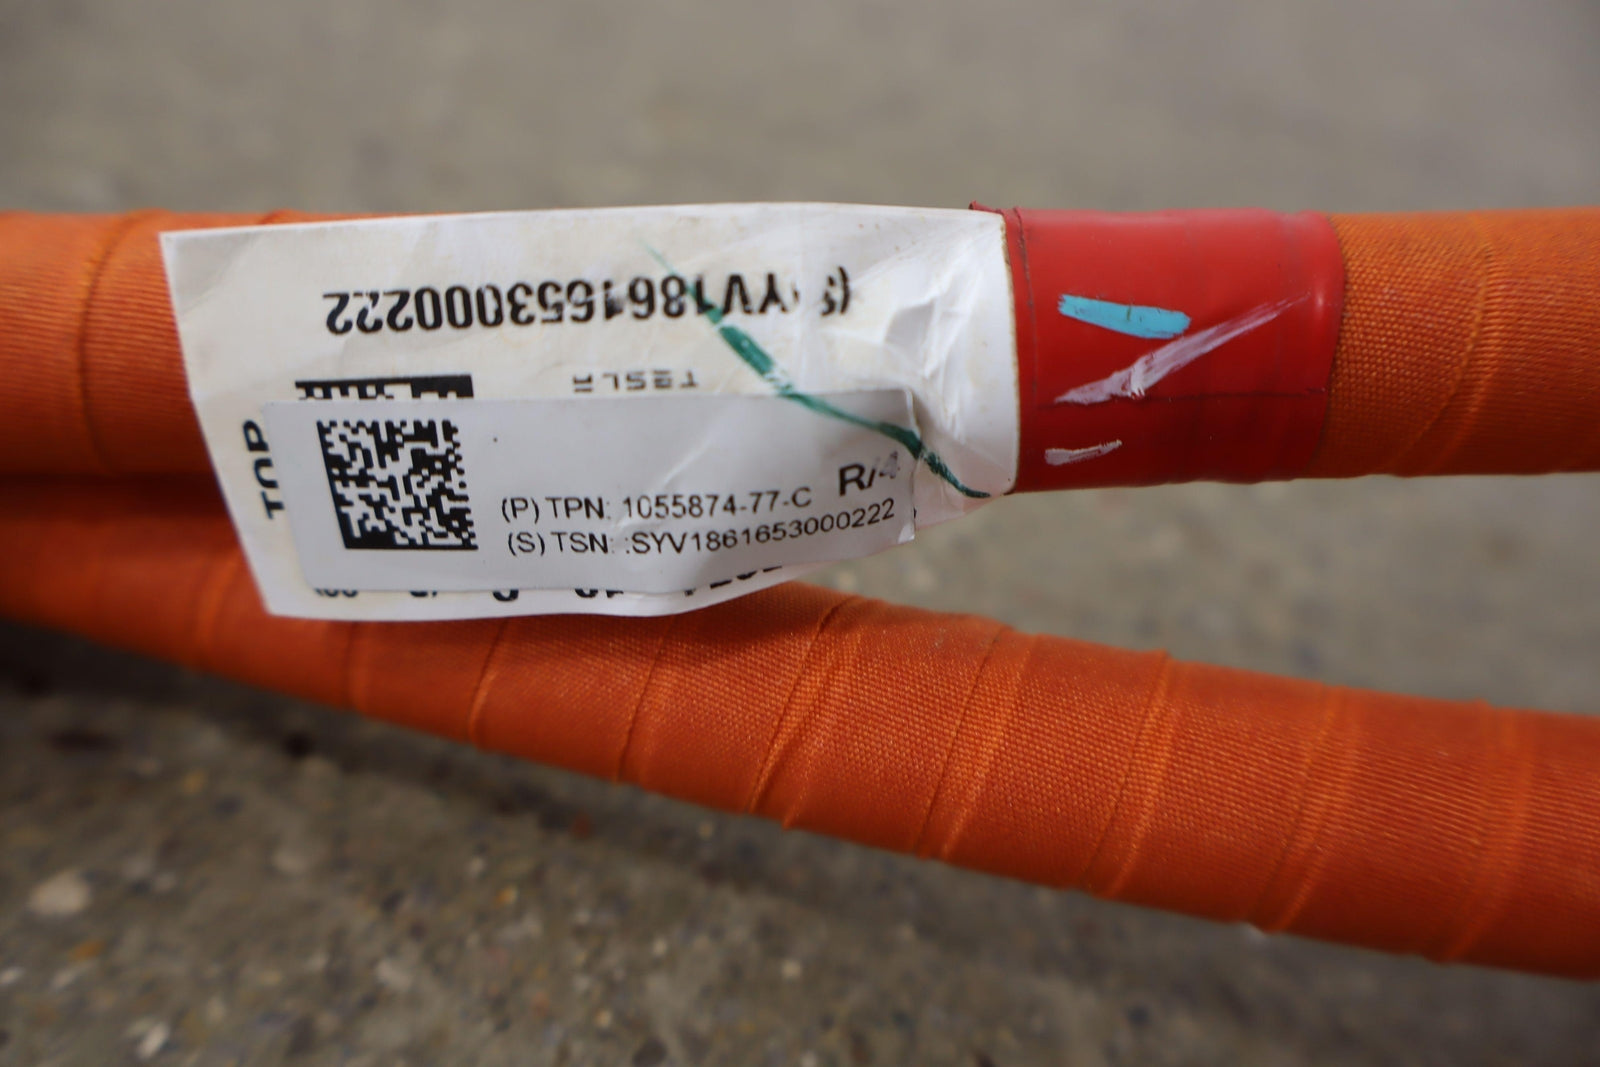 (S)YV1861653000222
TESLA
TOP
R/4
(P) TPN: 1055874-77-C
(S) TSN: :SYV1861653000222